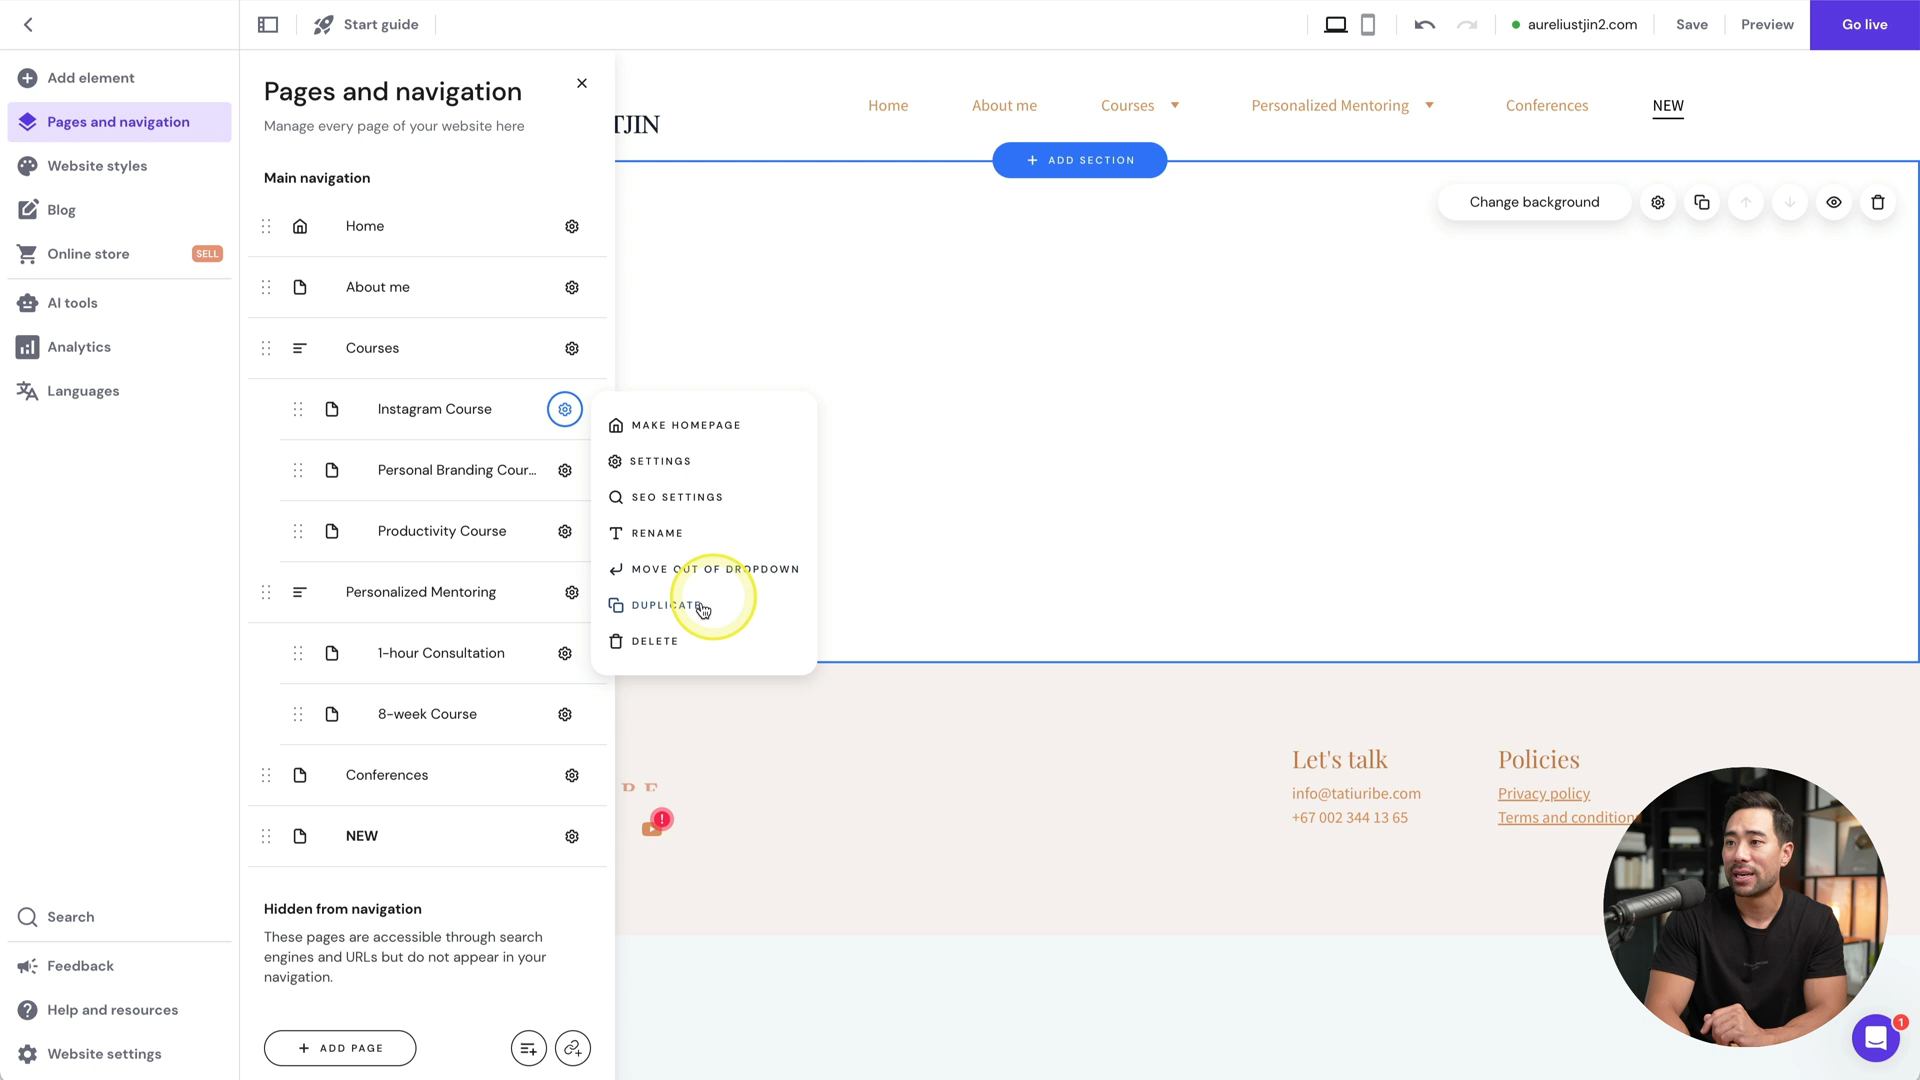 Start guide
aureliustjin2.com
Save
Preview
Go live
Add element
Pages and navigation
Website styles
Blog
Online store
SELL
AI tools
Analytics
Languages
Search
Feedback
Help and resources
Website settings
Pages and navigation
Manage every page of your website here
Main navigation
Home
About me
Courses
Instagram Course
Personal Branding Cour...
Productivity Course
Personalized Mentoring
1-hour Consultation
8-week Course
Conferences
NEW
Hidden from navigation
These pages are accessible through search
engines and URLs but do not appear in your
navigation.
ADD PAGE
MAKE HOMEPAGE
SETTINGS
SEO SETTINGS
RENAME
MOVE OUT OF DROPDOWN
DUPLICATE
DELETE
TJIN
Home
About me
Courses
Personalized Mentoring
Conferences
NEW
ADD SECTION
Change background
Let's talk
info@tatiuribe.com
+67 002 344 13 65
Policies
Privacy policy
Terms and condition
1